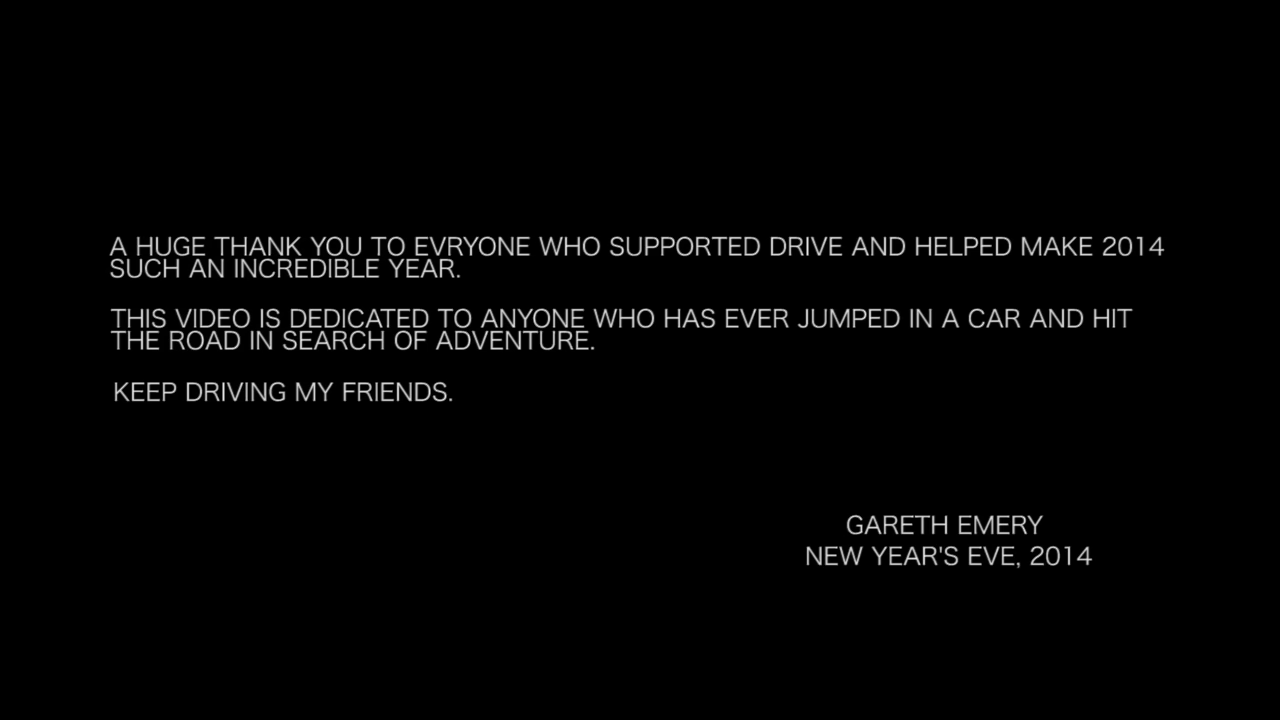 A HUGE THANK YOU TO EVRYONE WHO SUPPORTED DRIVE AND HELPED MAKE 2014
SUCH AN INCREDIBLE YEAR.
THIS VIDEO IS DEDICATED TO ANYONE WHO HAS EVER JUMPED IN A CAR AND HIT
THE ROAD IN SEARCH OF ADVENTURE.
KEEP DRIVING MY FRIENDS.
GARETH EMERY
NEW YEAR'S EVE, 2014